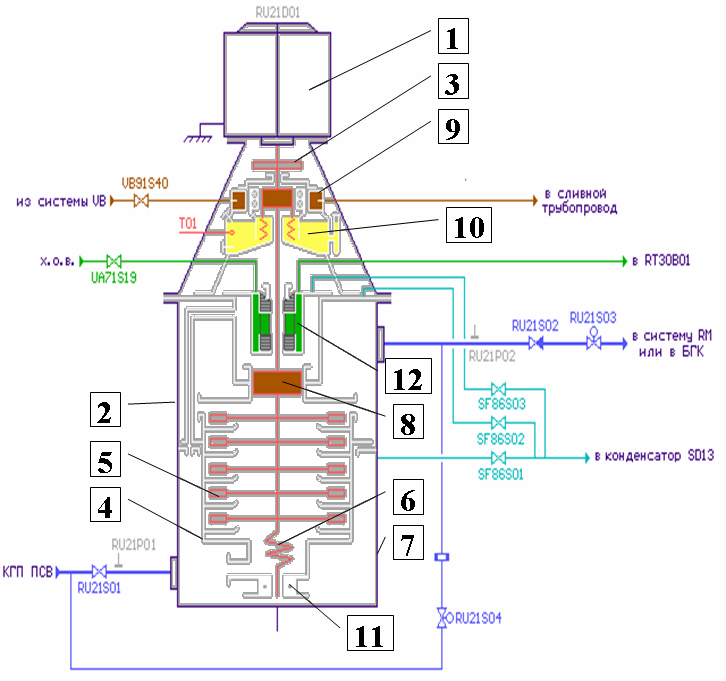 RU21D01
1
3
9
VB91S40
из системы VB
в сливной
трубопровод
T01
10
х.о.в.
в RT30B01
UA71S19
RU21S02
RU21S03
в систему RM
или в БГК
RU21P02
12
2
8
SF86S03
SF86S02
в конденсатор SD13
SF86S01
5
6
4
7
RU21P01
КГП ПСВ
RU21S01
RU21S04
11